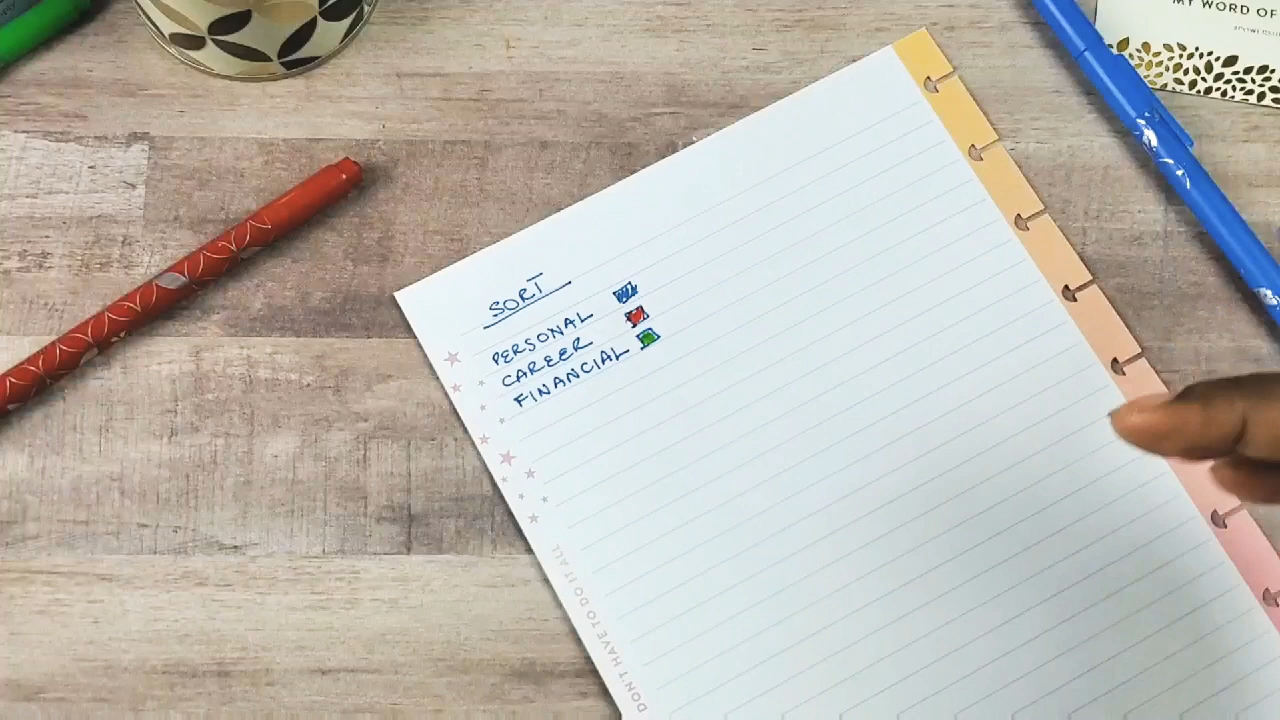 MY WORD OF
SORT
PERSONAL
CAREER
FINANCIAL
DON'T HAVE TO DO IT ALL